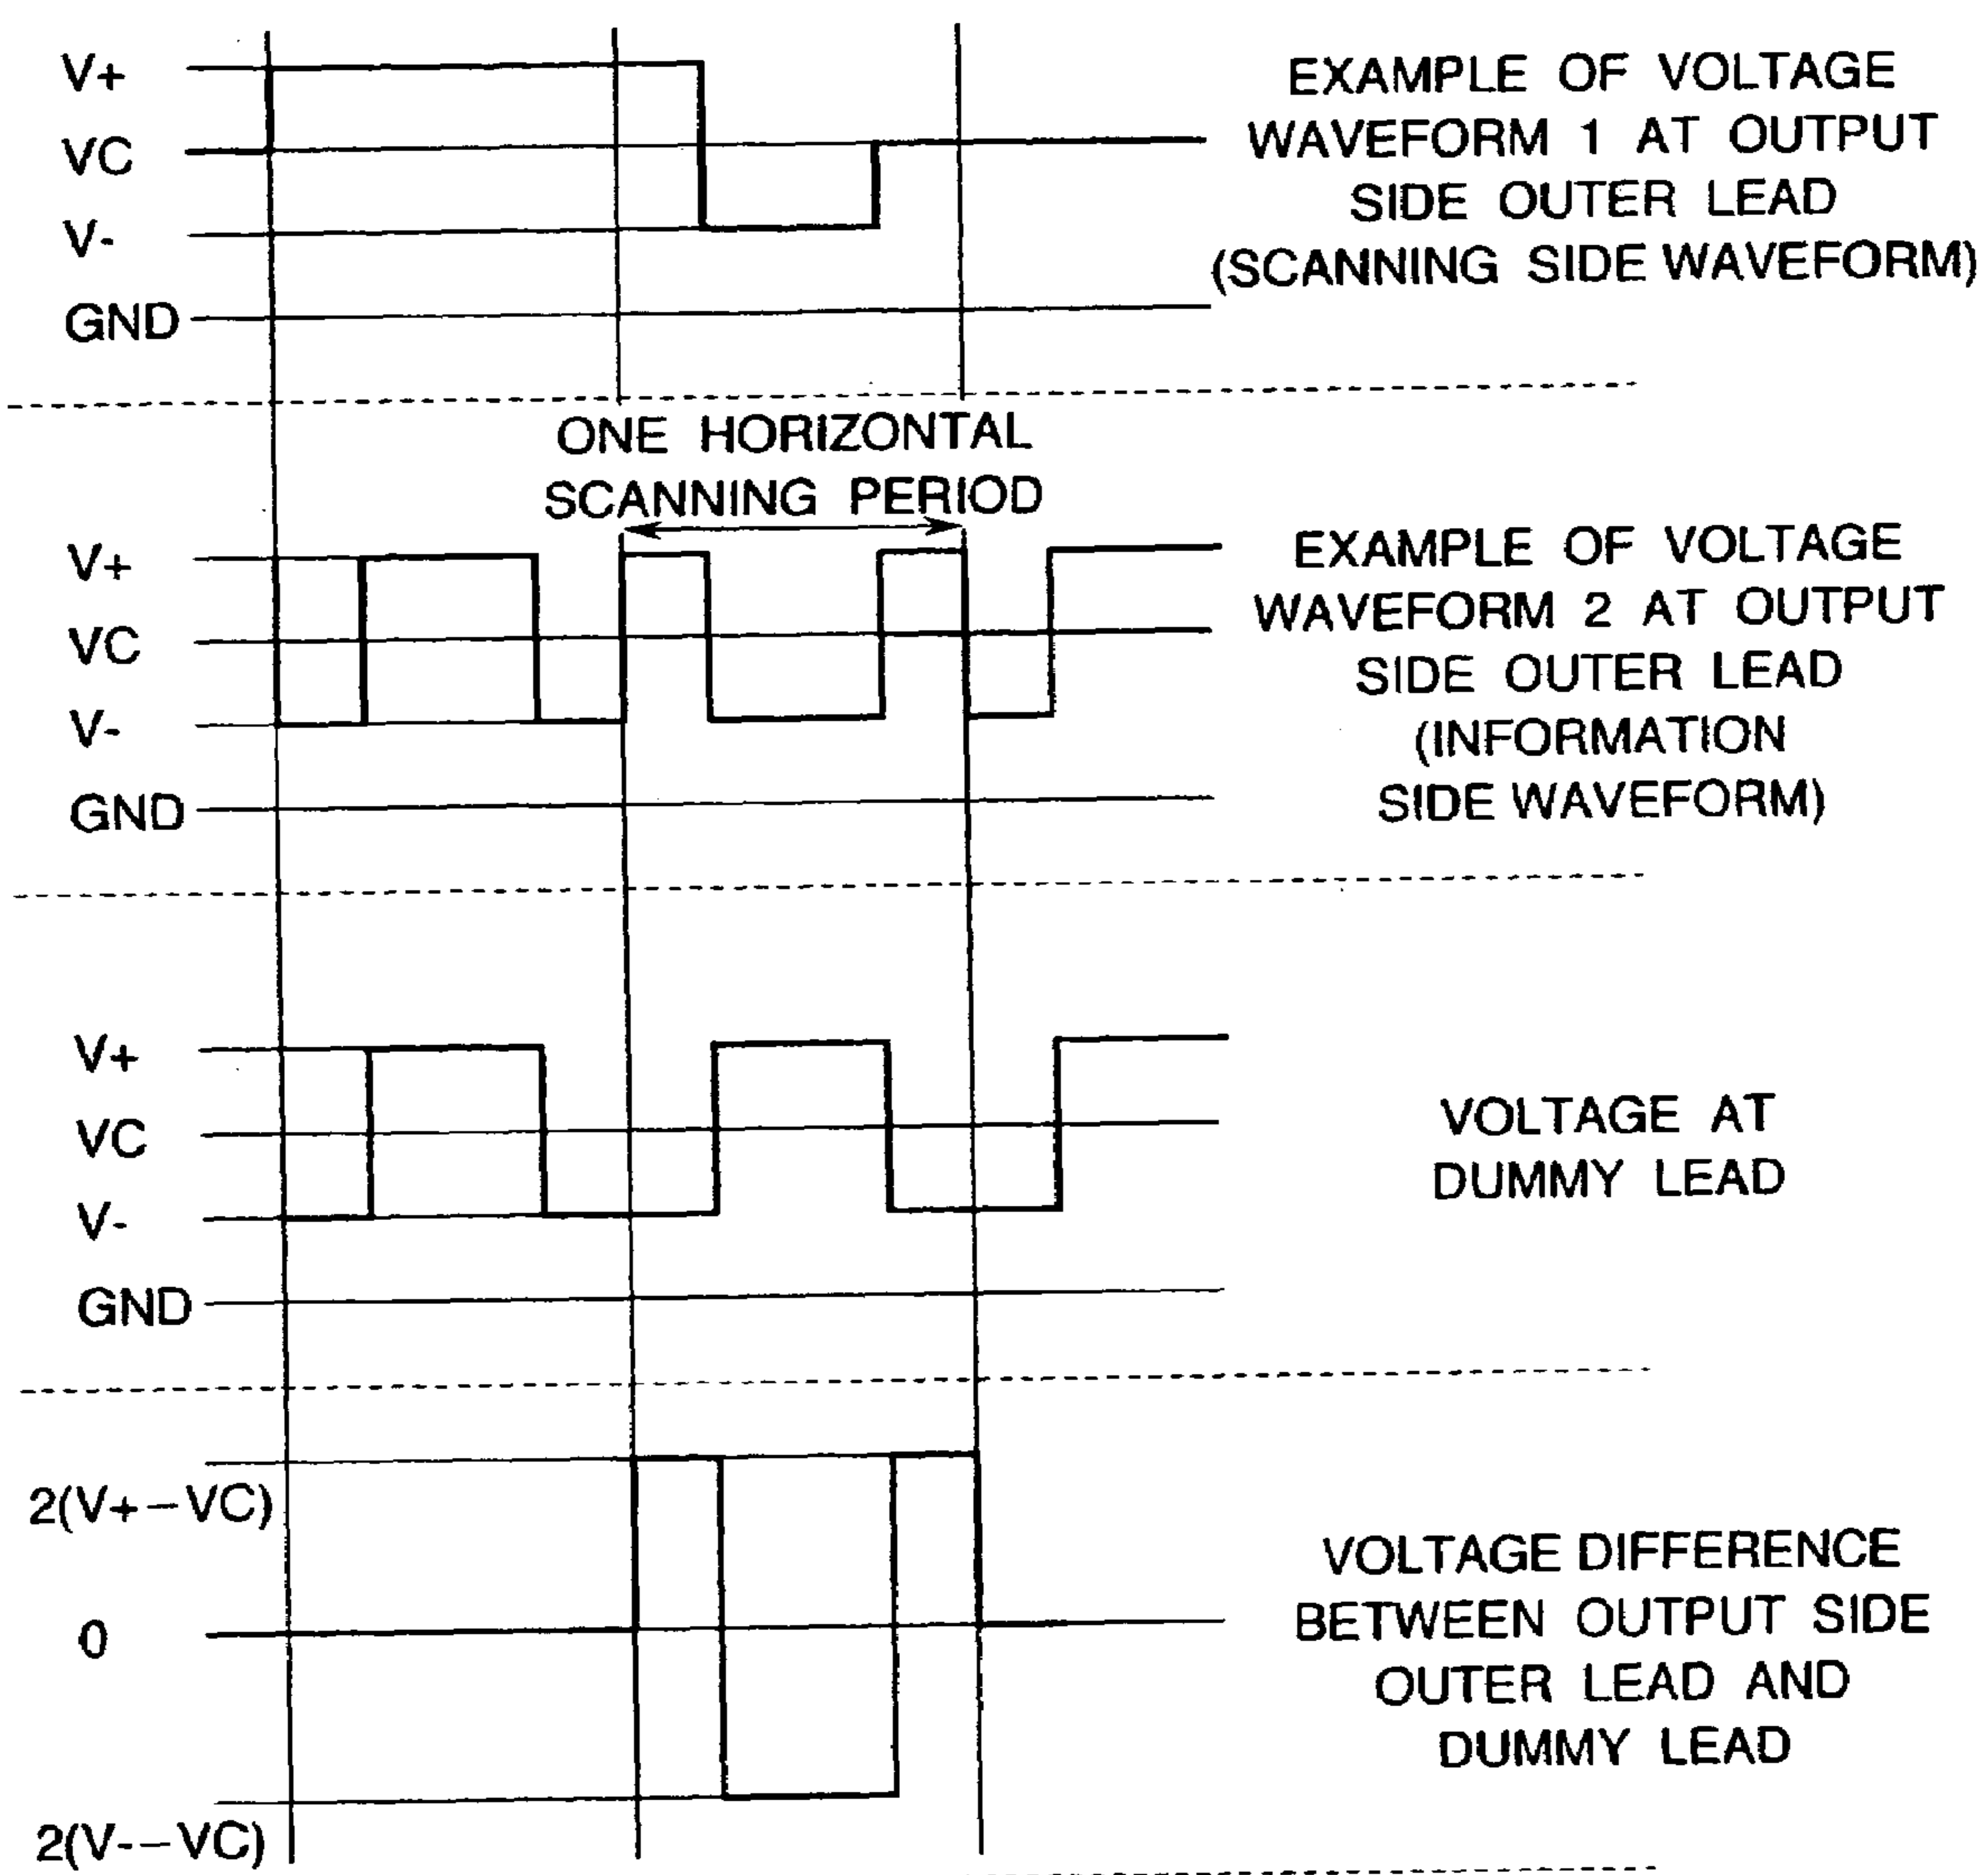 V+
VC
V-
GND
EXAMPLE OF VOLTAGE
WAVEFORM 1 AT OUTPUT
SIDE OUTER LEAD
(SCANNING SIDE WAVEFORM)
ONE HORIZONTAL
SCANNING PERIOD
V+
VC
V-
GND
EXAMPLE OF VOLTAGE
WAVEFORM 2 AT OUTPUT
SIDE OUTER LEAD
(INFORMATION
SIDE WAVEFORM)
V+
VC
V-
GND
VOLTAGE AT
DUMMY LEAD
2(V+−VC)
0
2(V-−VC)
VOLTAGE DIFFERENCE
BETWEEN OUTPUT SIDE
OUTER LEAD AND
DUMMY LEAD